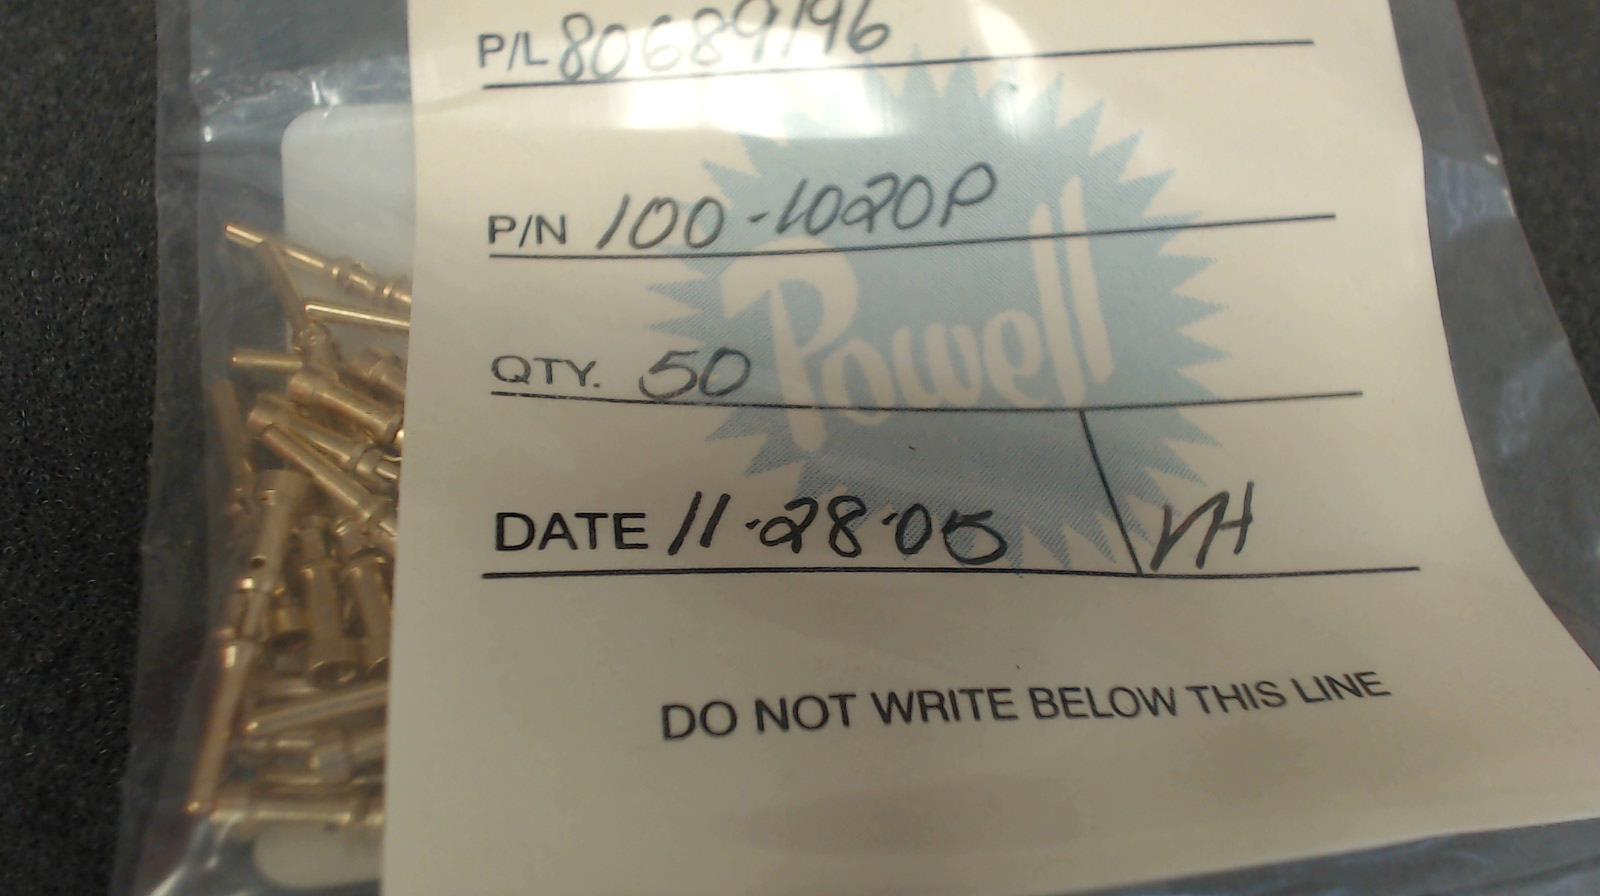 P/L 80689196
P/N 100-1020P
Powell
QTY. 50
DATE 11-28-05 VH
DO NOT WRITE BELOW THIS LINE